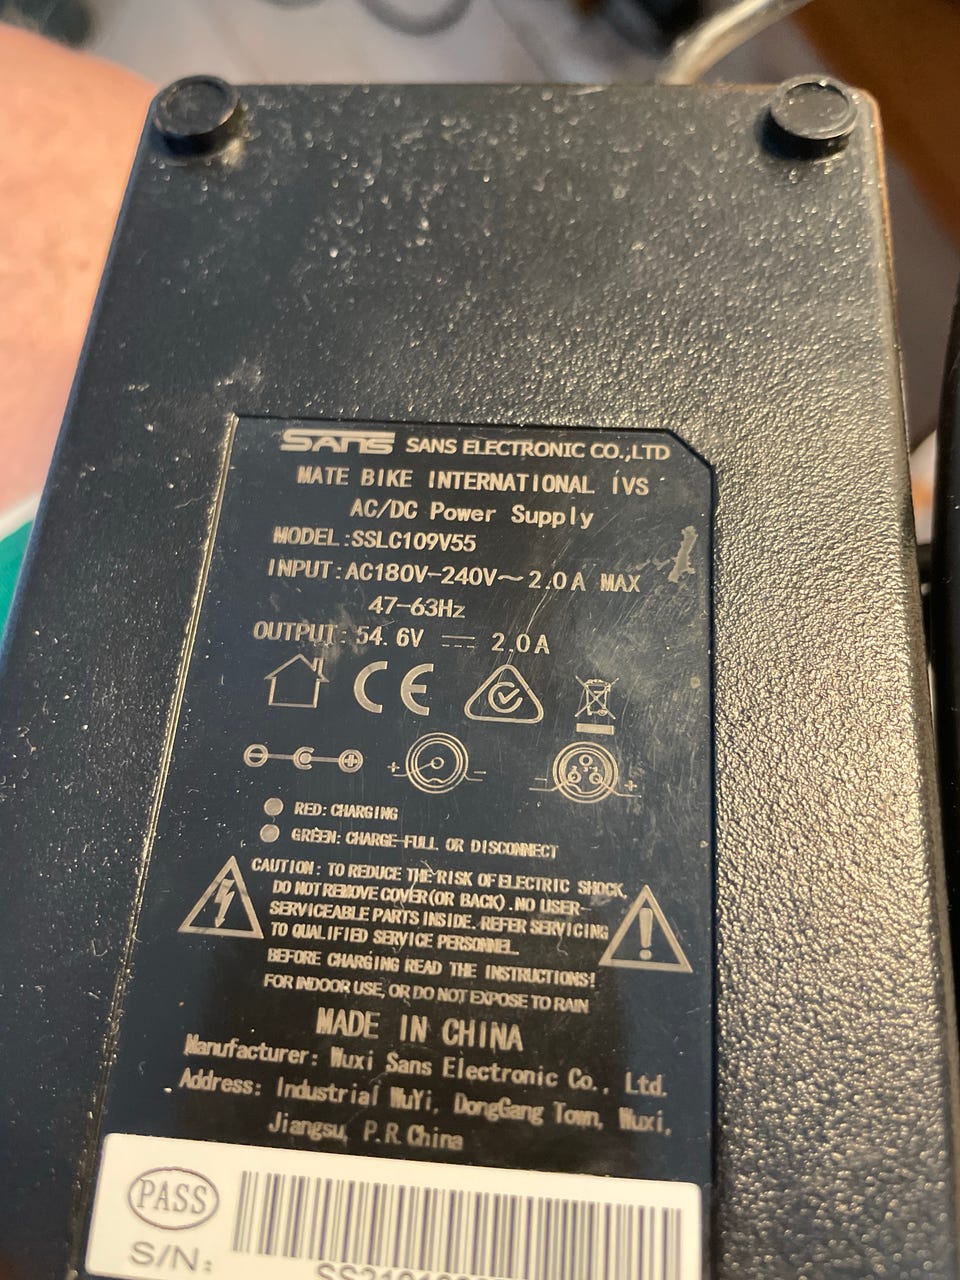 SANS SANS ELECTRONIC CO.,LTD
MATE BIKE INTERNATIONAL IVS
AC/DC Power Supply
MODEL:SSLC109V55
INPUT:AC180V-240V~ 2.0A MAX
47-63Hz
OUTPUT: 54.6V ⎓ 2.0A
CE
- C +
+ -
- +
RED: CHARGING
GREEN: CHARGE-FULL OR DISCONNECT
CAUTION: TO REDUCE THE RISK OF ELECTRIC SHOCK,
DO NOT REMOVE COVER(OR BACK).NO USER-
SERVICEABLE PARTS INSIDE. REFER SERVICING
TO QUALIFIED SERVICE PERSONNEL.
BEFORE CHARGING READ THE INSTRUCTIONS!
FOR INDOOR USE, OR DO NOT EXPOSE TO RAIN
MADE IN CHINA
Manufacturer: Wuxi Sans Electronic Co., Ltd.
Address: Industrial WuYi, DongGang Town, Wuxi,
Jiangsu, P.R.China
PASS
S/N: